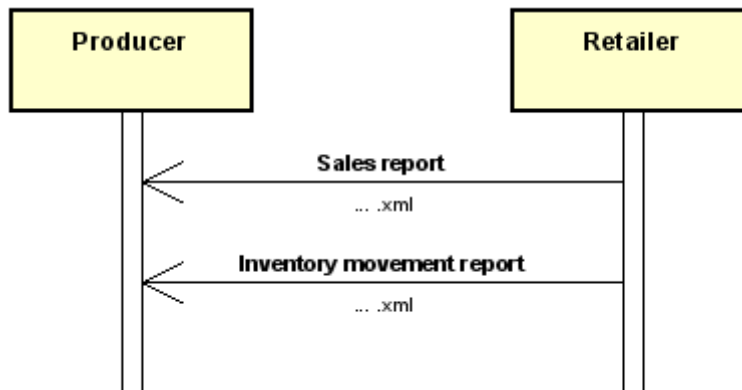 Producer
Retailer
Sales report
... .xml
Inventory movement report
... .xml